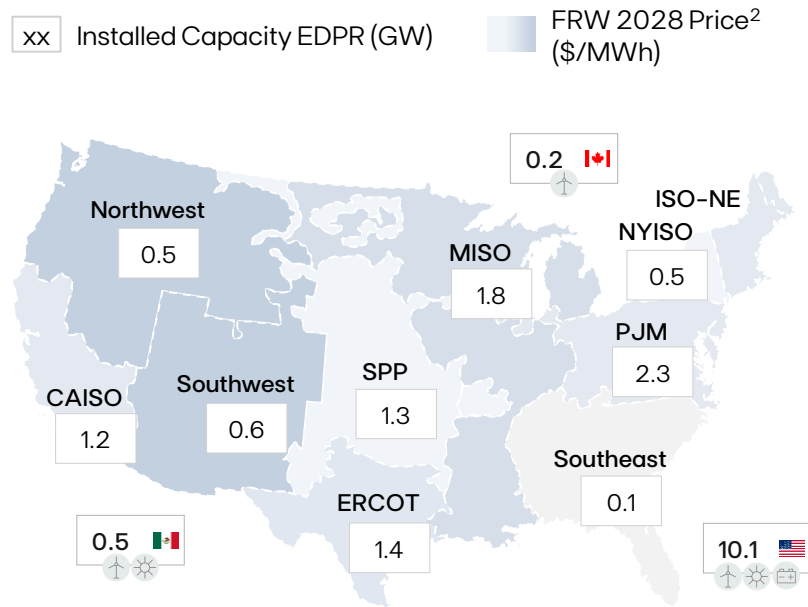 xx Installed Capacity EDPR (GW)
FRW 2028 Price2
($/MWh)
0.2
ISO-NE
Northwest
NYISO
0.5
MISO
0.5
1.8
PJM
2.3
SPP
Southwest
CAISO
1.3
0.6
1.2
Southeast
ERCOT
0.1
0.5
1.4
10.1